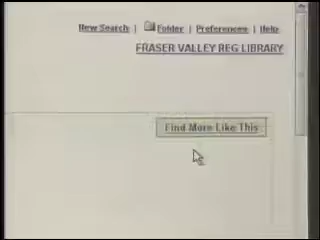 New Search | Folder | Preferences | Help
FRASER VALLEY REG LIBRARY
Find More Like This